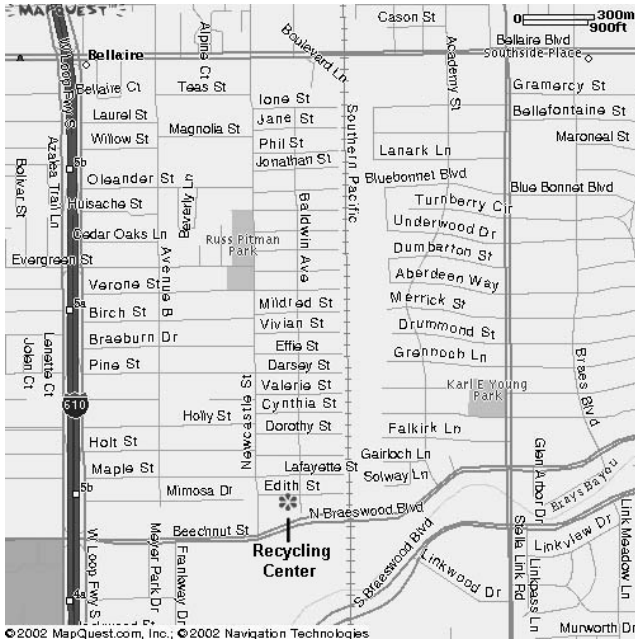 MAPQUEST
Cason St
0 300m
900ft
Bellaire
Alpine Ct
Boulevard Ln
Academy St
Bellaire Blvd
Southside Place
W Loop Fwy S
Bellaire Ct
Teas St
Ione St
Gramercy St
Laurel St
Magnolia St
Jane St
Southern Pacific
Bellefontaine St
Willow St
Phil St
Maroneal St
Jonathan St
Lanark Ln
5b
Azalea Trail Ln
Bolivar St
Oleander St
Bluebonnet Blvd
Blue Bonnet Blvd
Huisache St
Beverly Ln
Baldwin Ave
Turnberry Cir
Underwood Dr
Cedar Oaks Ln
Russ Pitman
Park
Dumbarton St
Evergreen St
Avenue B
Aberdeen Way
Verone St
5a
Mildred St
Merrick St
Birch St
Vivian St
Drummond St
Braeburn Dr
Effie St
Grennoch Ln
Lenette Ct
Jolen Ct
Pine St
Darsey St
Braes Blvd
Valerie St
Karl E Young
Park
610
Newcastle St
Cynthia St
Holly St
Dorothy St
Falkirk Ln
Holt St
Gairloch Ln
Glen Arbor Dr
Maple St
Lafayette St
Solway Ln
Brays Bayou
5b
Mimosa Dr
Edith St
N Braeswood Blvd
Beechnut St
Recycling
Center
S Braeswood Blvd
W Loop Fwy S
Meyer Park Dr
Frankway Dr
Linkwood Dr
Stella Link Rd
Linkpass Ln
Linkview Dr
Link Meadow Ln
4a
Murworth Dr
©2002 MapQuest.com, Inc.; ©2002 Navigation Technologies